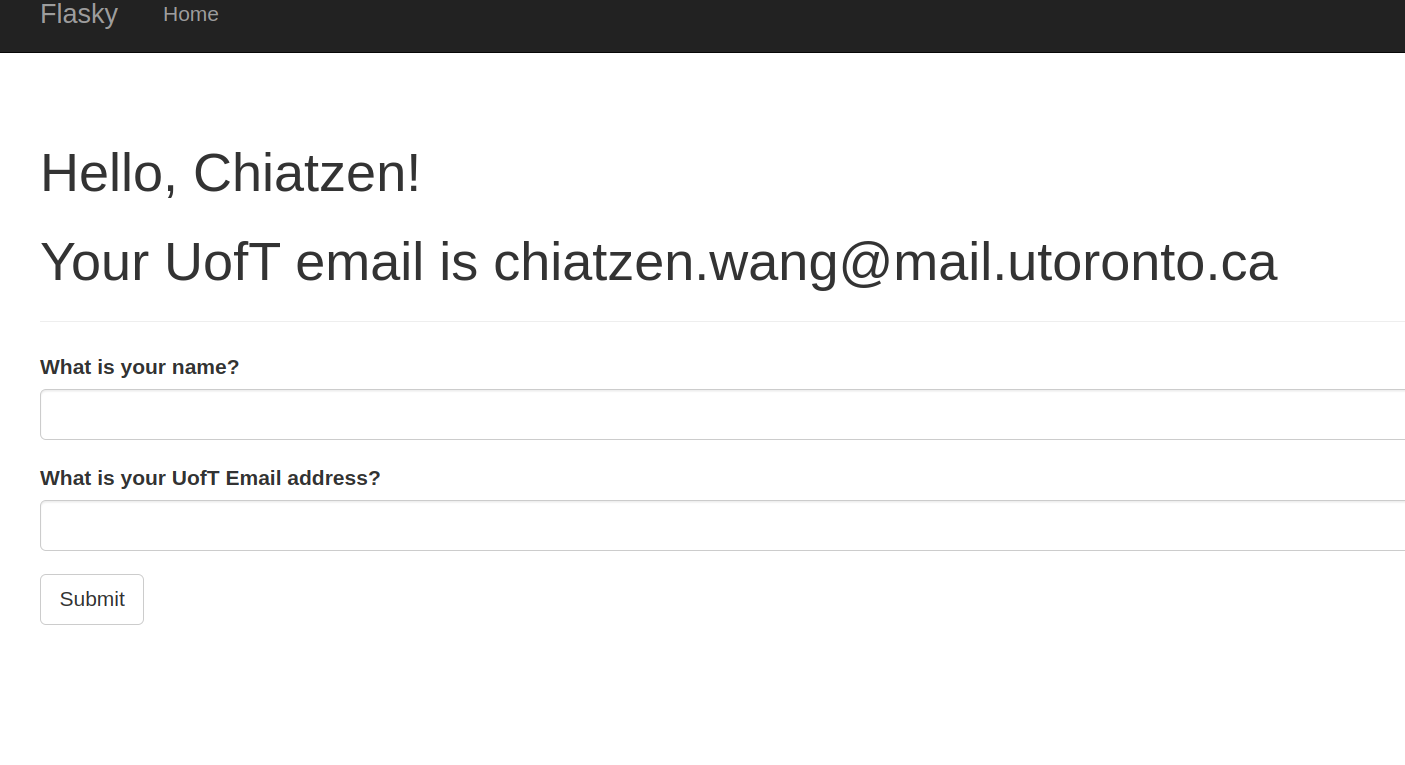 Flasky Home
Hello, Chiatzen!
Your UofT email is chiatzen.wang@mail.utoronto.ca
What is your name?
What is your UofT Email address?
Submit